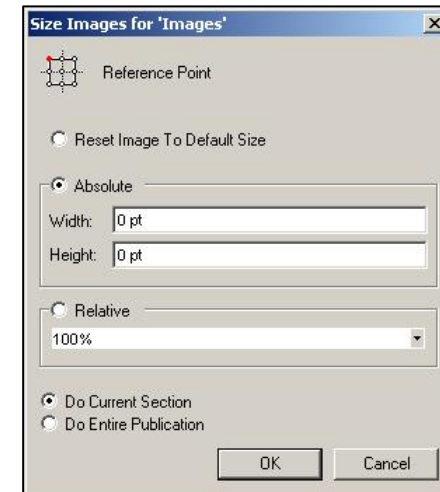 Size Images for 'Images'
Reference Point
Reset Image To Default Size
Absolute
Width: 0 pt
Height: 0 pt
Relative
100%
Do Current Section
Do Entire Publication
OK Cancel